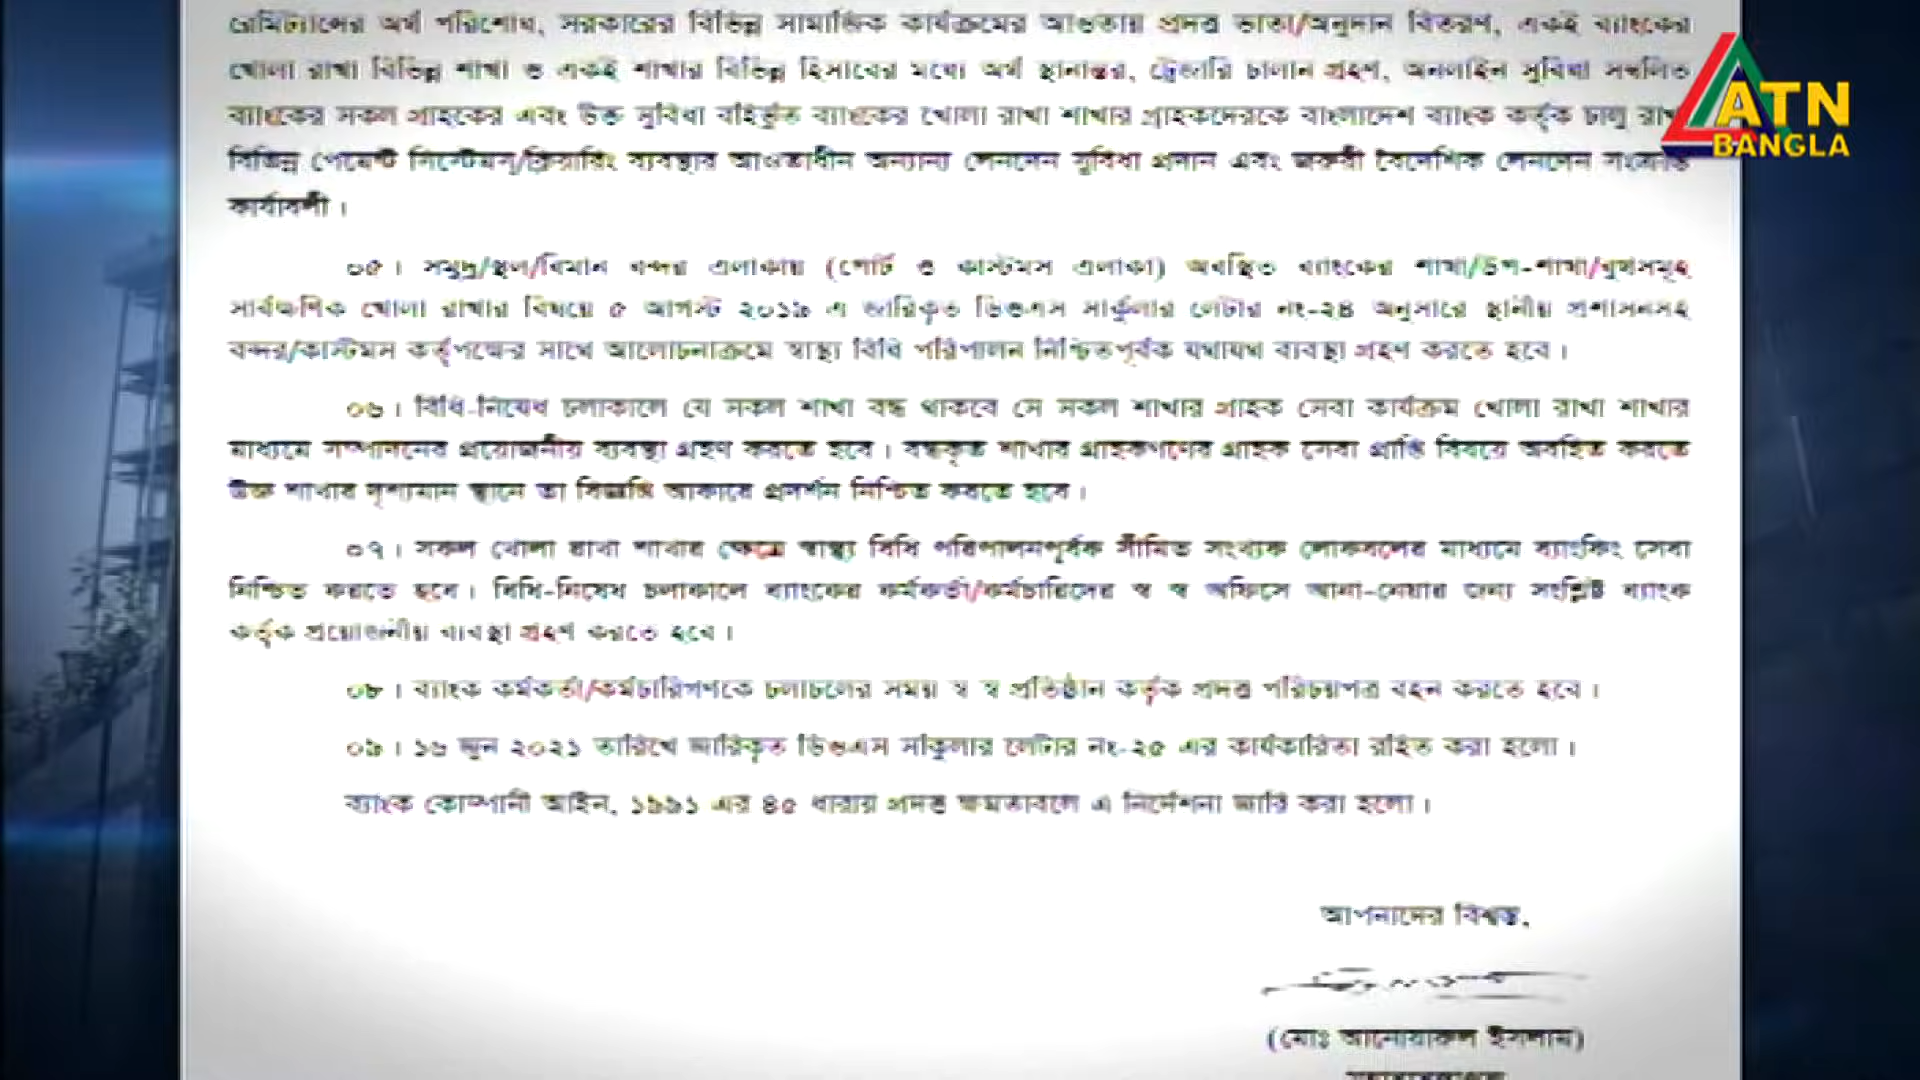 রেমিট্যান্সের অর্থ পরিশোধ, সরকারের বিভিন্ন সামাজিক কার্যক্রমের আওতায় প্রদত্ত ভাতা/অনুদান বিতরণ, একই ব্যাংকের
খোলা রাখা বিভিন্ন শাখা ও একই শাখার বিভিন্ন হিসাবের মধ্যে অর্থ স্থানান্তর, ট্রেজারি চালান গ্রহণ, অনলাইন সুবিধা সম্বলিত
ব্যাংকের সকল গ্রাহকের এবং উক্ত সুবিধা বহির্ভূত ব্যাংকের খোলা রাখা শাখার গ্রাহকদেরকে বাংলাদেশ ব্যাংক কর্তৃক চালু রাখা
বিভিন্ন পেমেন্ট সিস্টেমস্/ক্লিয়ারিং ব্যবস্থার আওতাধীন অন্যান্য লেনদেন সুবিধা প্রদান এবং জরুরী বৈদেশিক লেনদেন সংক্রান্ত
কার্যাবলী ।
০৫ । সমুদ্র/স্থল/বিমান বন্দর এলাকায় (পোর্ট ও কাস্টমস এলাকা) অবস্থিত ব্যাংকের শাখা/উপ-শাখা/বুথসমূহ
সার্বক্ষণিক খোলা রাখার বিষয়ে ৫ আগস্ট ২০১৯ এ জারিকৃত ডিওএস সার্কুলার লেটার নং-২৪ অনুসারে স্থানীয় প্রশাসনসহ
বন্দর/কাস্টমস কর্তৃপক্ষের সাথে আলোচনাক্রমে স্বাস্থ্য বিধি পরিপালন নিশ্চিতপূর্বক যথাযথ ব্যবস্থা গ্রহণ করতে হবে ।
০৬ । বিধি-নিষেধ চলাকালে যে সকল শাখা বন্ধ থাকবে সে সকল শাখার গ্রাহক সেবা কার্যক্রম খোলা রাখা শাখার
মাধ্যমে সম্পাদনের প্রয়োজনীয় ব্যবস্থা গ্রহণ করতে হবে । বন্ধকৃত শাখার গ্রাহকগণের গ্রাহক সেবা প্রাপ্তি বিষয়ে অবহিত করতে
উক্ত শাখার দৃশ্যমান স্থানে তা বিজ্ঞপ্তি আকারে প্রদর্শন নিশ্চিত করতে হবে ।
০৭ । সকল খোলা রাখা শাখার ক্ষেত্রে স্বাস্থ্য বিধি পরিপালনপূর্বক সীমিত সংখ্যক লোকবলের মাধ্যমে ব্যাংকিং সেবা
নিশ্চিত করতে হবে । বিধি-নিষেধ চলাকালে ব্যাংকের কর্মকর্তা/কর্মচারিদের স্ব স্ব অফিসে আনা-নেয়ার জন্য সংশ্লিষ্ট ব্যাংক
কর্তৃক প্রয়োজনীয় ব্যবস্থা গ্রহণ করতে হবে ।
০৮ । ব্যাংক কর্মকর্তা/কর্মচারিগণকে চলাচলের সময় স্ব স্ব প্রতিষ্ঠান কর্তৃক প্রদত্ত পরিচয়পত্র বহন করতে হবে ।
০৯ । ১৬ জুন ২০২১ তারিখে জারিকৃত ডিওএস সার্কুলার লেটার নং-২৫ এর কার্যকারিতা রহিত করা হলো ।
ব্যাংক কোম্পানী আইন, ১৯৯১ এর ৪৫ ধারায় প্রদত্ত ক্ষমতাবলে এ নির্দেশনা জারি করা হলো ।
আপনাদের বিশ্বস্ত,
(মোঃ আনোয়ারুল ইসলাম)
ATN
BANGLA